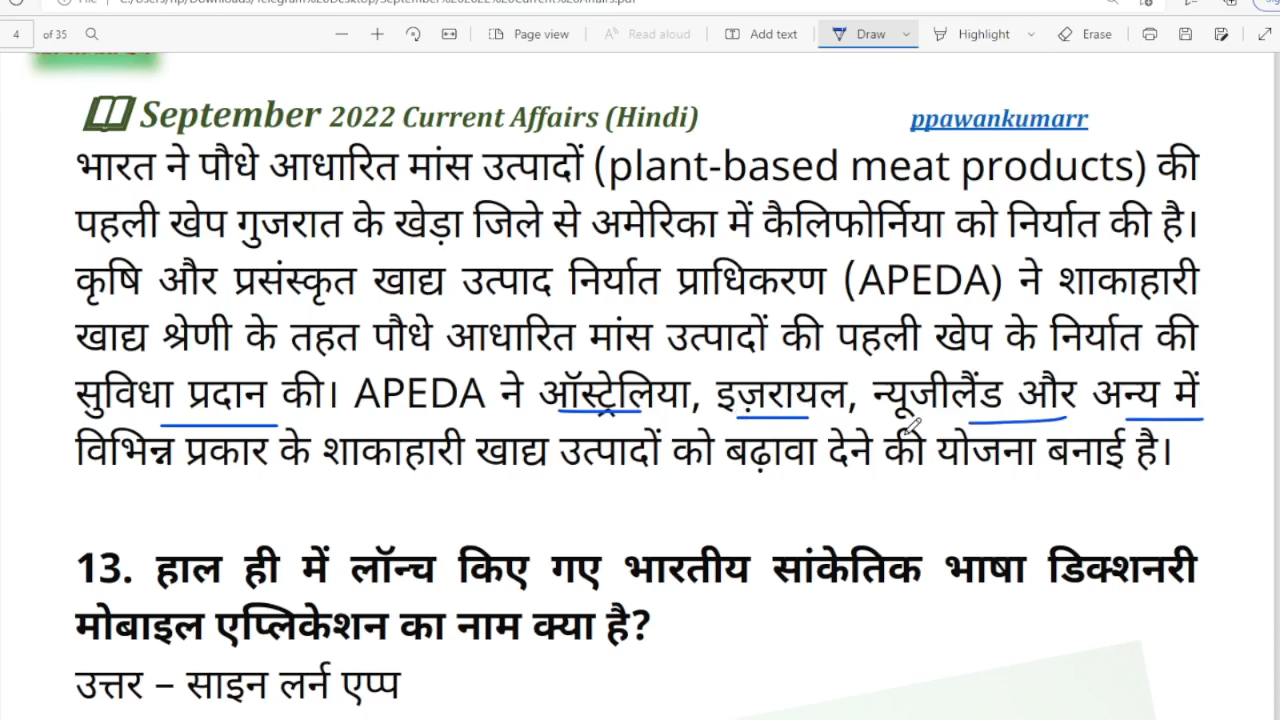 4 of 35 Page view Read aloud Add text Draw Highlight Erase
September 2022 Current Affairs (Hindi) ppawankumarr
भारत ने पौधे आधारित मांस उत्पादों (plant-based meat products) की
पहली खेप गुजरात के खेड़ा जिले से अमेरिका में कैलिफोर्निया को निर्यात की है।
कृषि और प्रसंस्कृत खाद्य उत्पाद निर्यात प्राधिकरण (APEDA) ने शाकाहारी
खाद्य श्रेणी के तहत पौधे आधारित मांस उत्पादों की पहली खेप के निर्यात की
सुविधा प्रदान की। APEDA ने ऑस्ट्रेलिया, इज़रायल, न्यूजीलैंड और अन्य में
विभिन्न प्रकार के शाकाहारी खाद्य उत्पादों को बढ़ावा देने की योजना बनाई है।
13. हाल ही में लॉन्च किए गए भारतीय सांकेतिक भाषा डिक्शनरी
मोबाइल एप्लिकेशन का नाम क्या है?
उत्तर – साइन लर्न एप्प